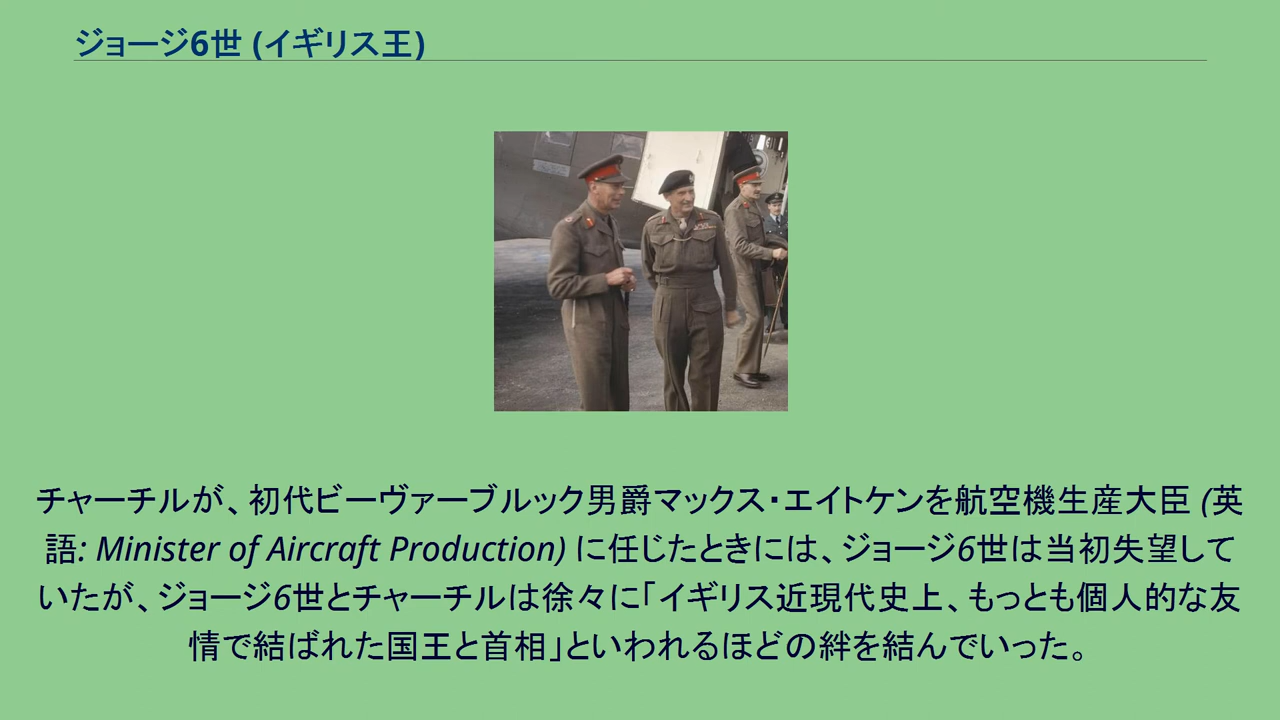 ジョージ6世 (イギリス王)
チャーチルが、初代ビーヴァーブルック男爵マックス・エイトケンを航空機生産大臣 (英
語: Minister of Aircraft Production) に任じたときには、ジョージ6世は当初失望して
いたが、ジョージ6世とチャーチルは徐々に「イギリス近現代史上、もっとも個人的な友
情で結ばれた国王と首相」といわれるほどの絆を結んでいった。